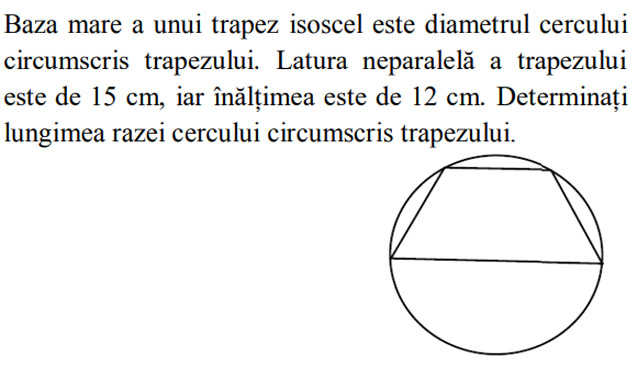 Baza mare a unui trapez isoscel este diametrul cercului
circumscris trapezului. Latura neparalelă a trapezului
este de 15 cm, iar înălțimea este de 12 cm. Determinați
lungimea razei cercului circumscris trapezului.